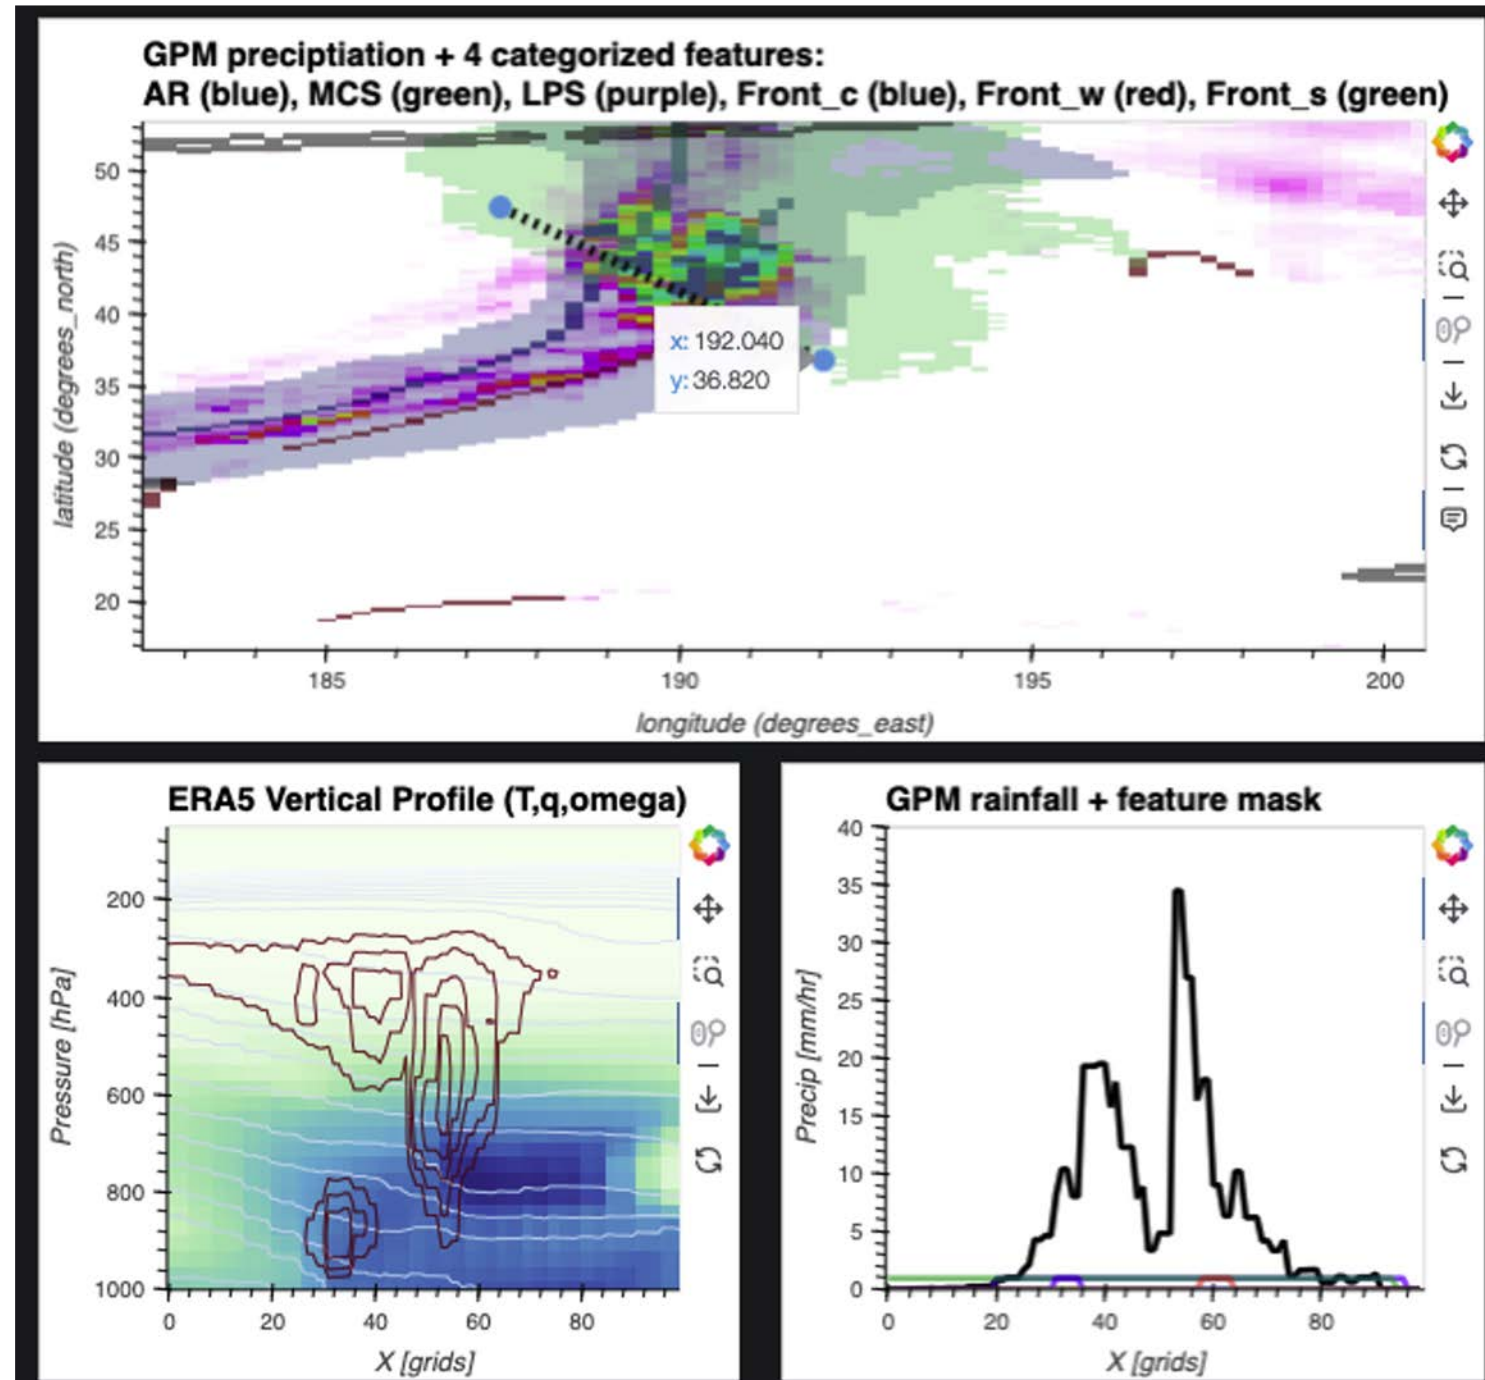 GPM preciptiation + 4 categorized features:
AR (blue), MCS (green), LPS (purple), Front_c (blue), Front_w (red), Front_s (green)
latitude (degrees_north)
50
45
40
35
30
25
20
x: 192.040
y: 36.820
185
190
195
200
longitude (degrees_east)
ERA5 Vertical Profile (T,q,omega)
Pressure [hPa]
200
400
600
800
1000
0
20
40
60
80
X [grids]
GPM rainfall + feature mask
Precip [mm/hr]
40
35
30
25
20
15
10
5
0
0
20
40
60
80
X [grids]